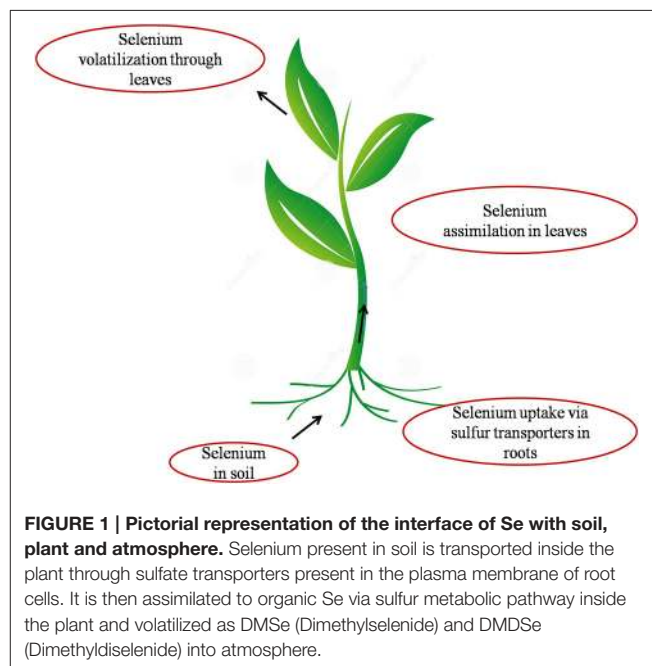 Selenium
volatilization through
leaves
Selenium
assimilation in leaves
Selenium uptake via
sulfur transporters in
roots
Selenium
in soil
FIGURE 1 | Pictorial representation of the interface of Se with soil,
plant and atmosphere. Selenium present in soil is transported inside the
plant through sulfate transporters present in the plasma membrane of root
cells. It is then assimilated to organic Se via sulfur metabolic pathway inside
the plant and volatilized as DMSe (Dimethylselenide) and DMDSe
(Dimethyldiselenide) into atmosphere.